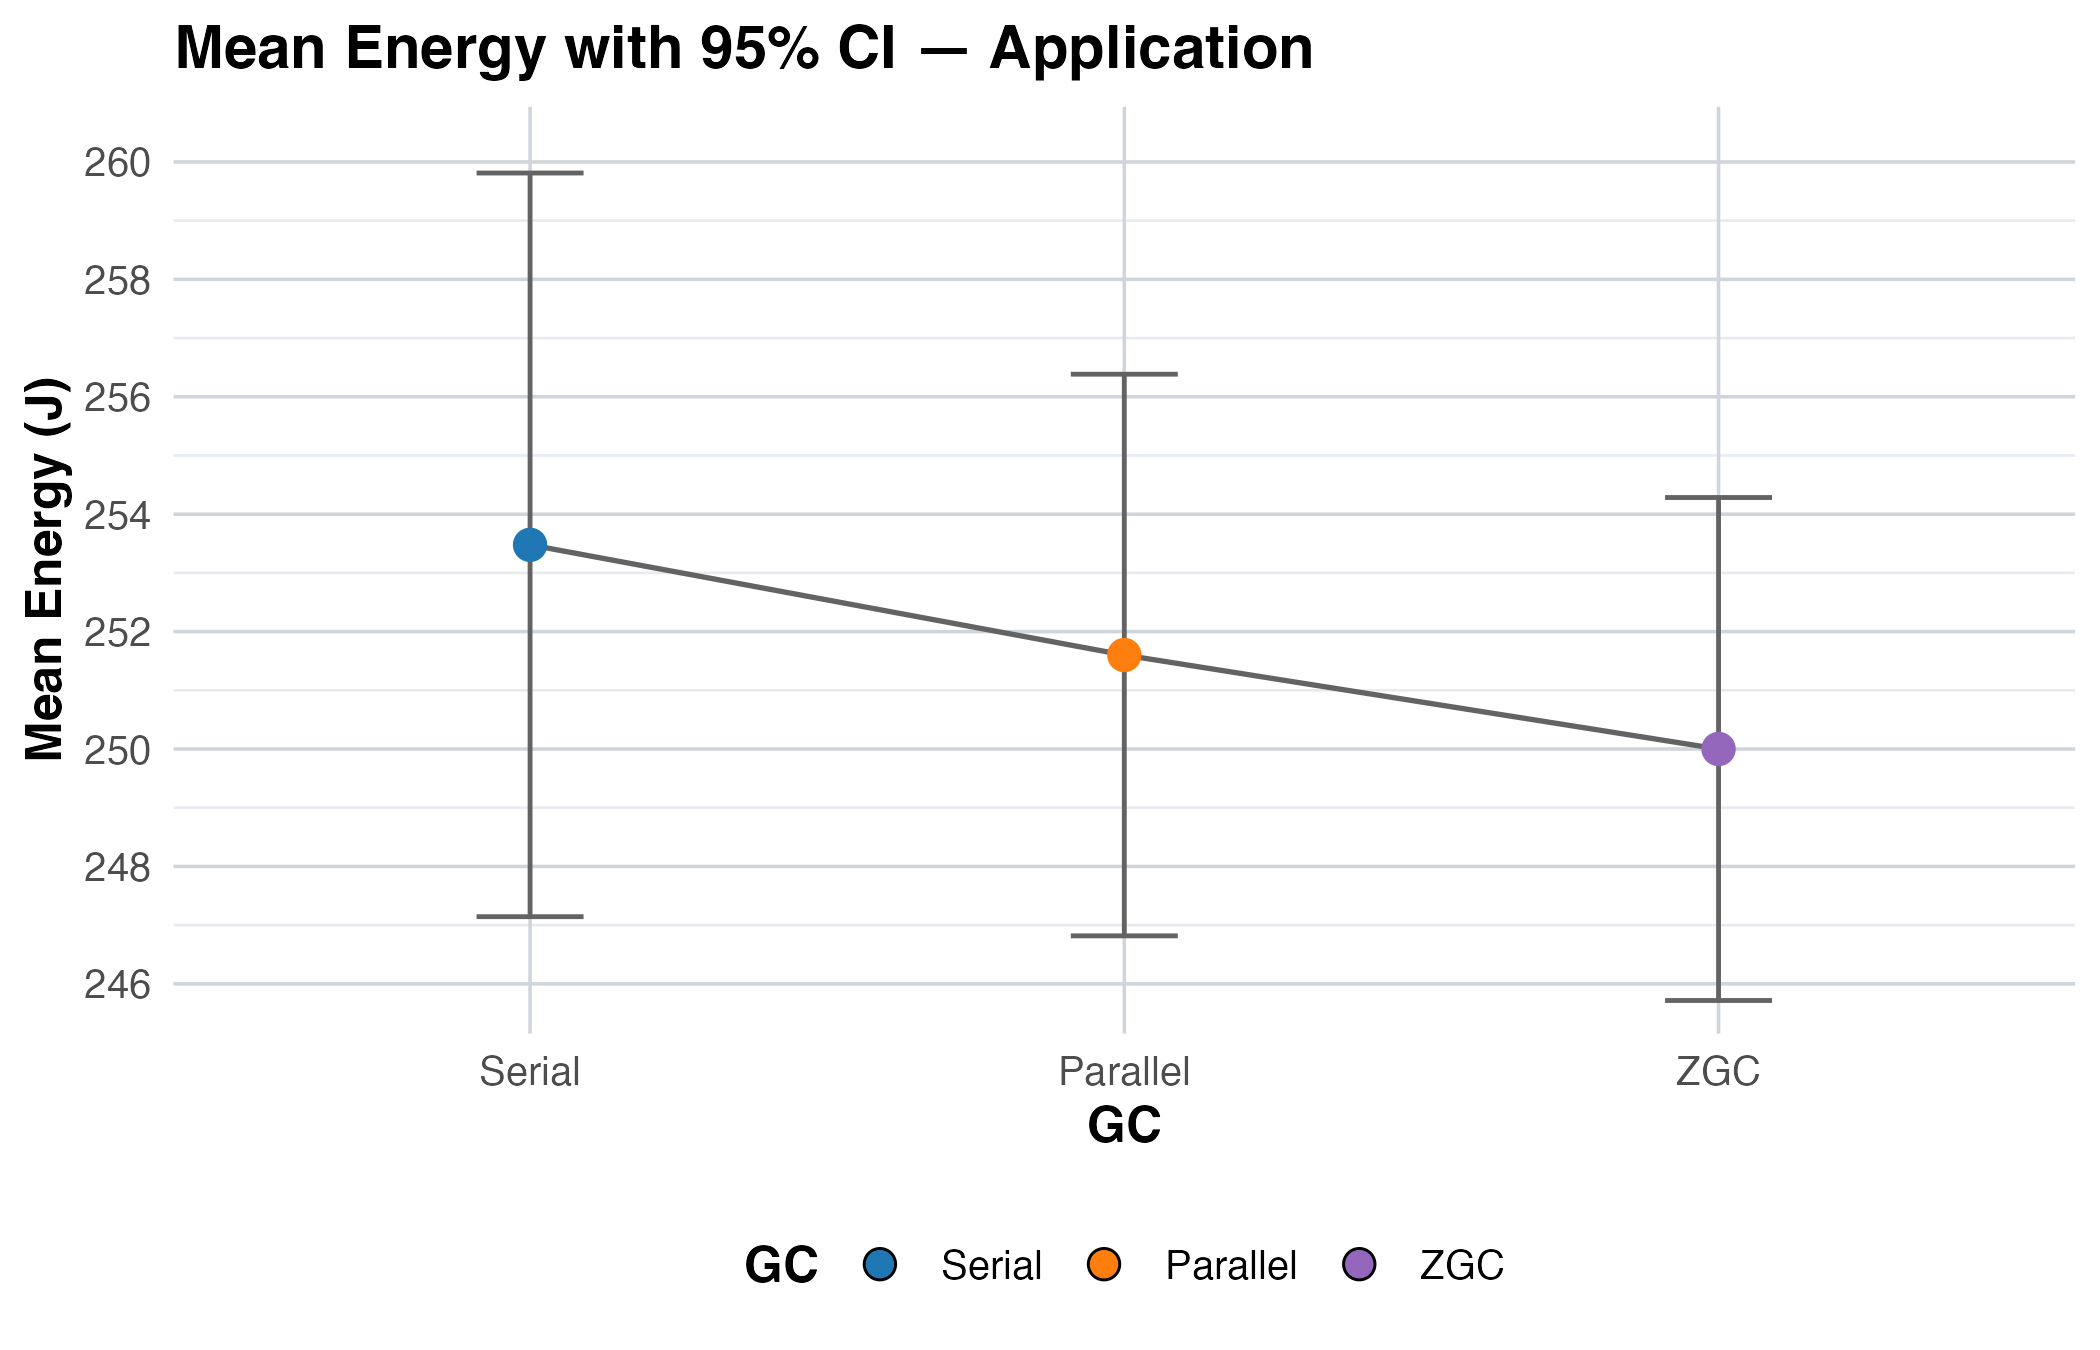 Mean Energy with 95% CI — Application
Mean Energy (J)
260
258
256
254
252
250
248
246
Serial Parallel ZGC
GC
GC Serial Parallel ZGC